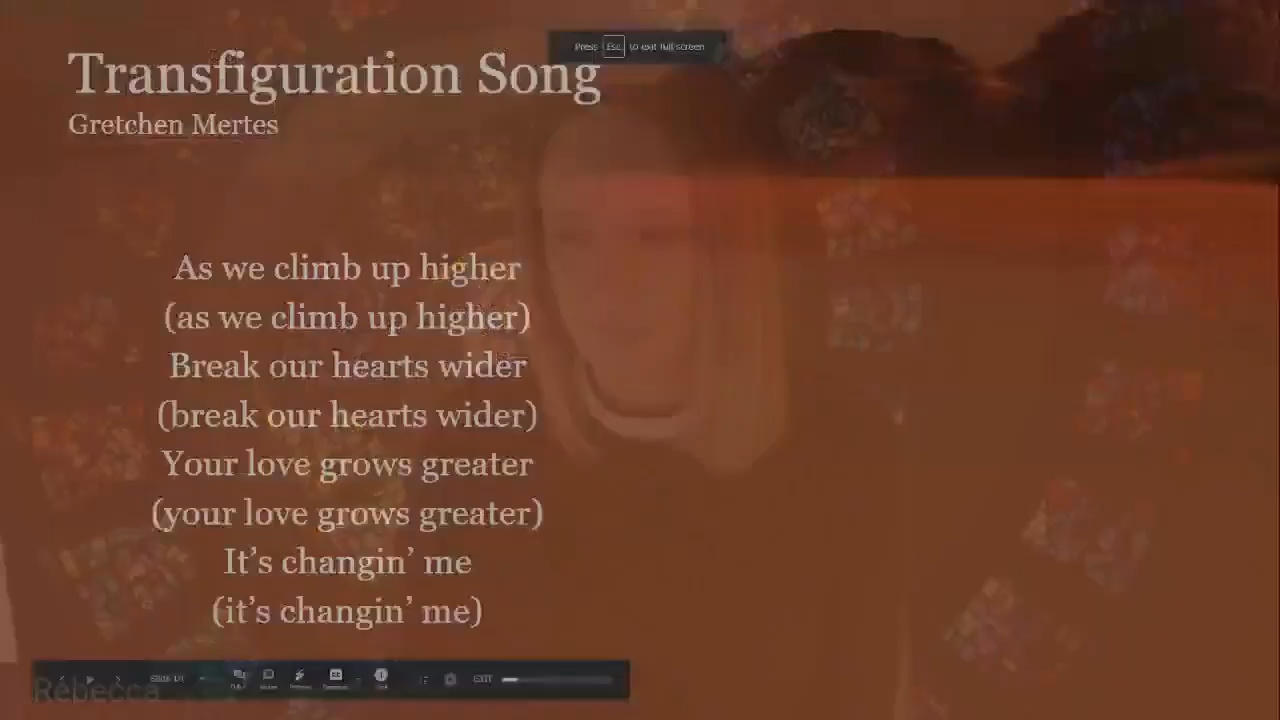 Press Esc to exit full screen
Transfiguration Song
Gretchen Mertes
As we climb up higher
(as we climb up higher)
Break our hearts wider
(break our hearts wider)
Your love grows greater
(your love grows greater)
It’s changin’ me
(it’s changin’ me)
EXIT
Rebecca